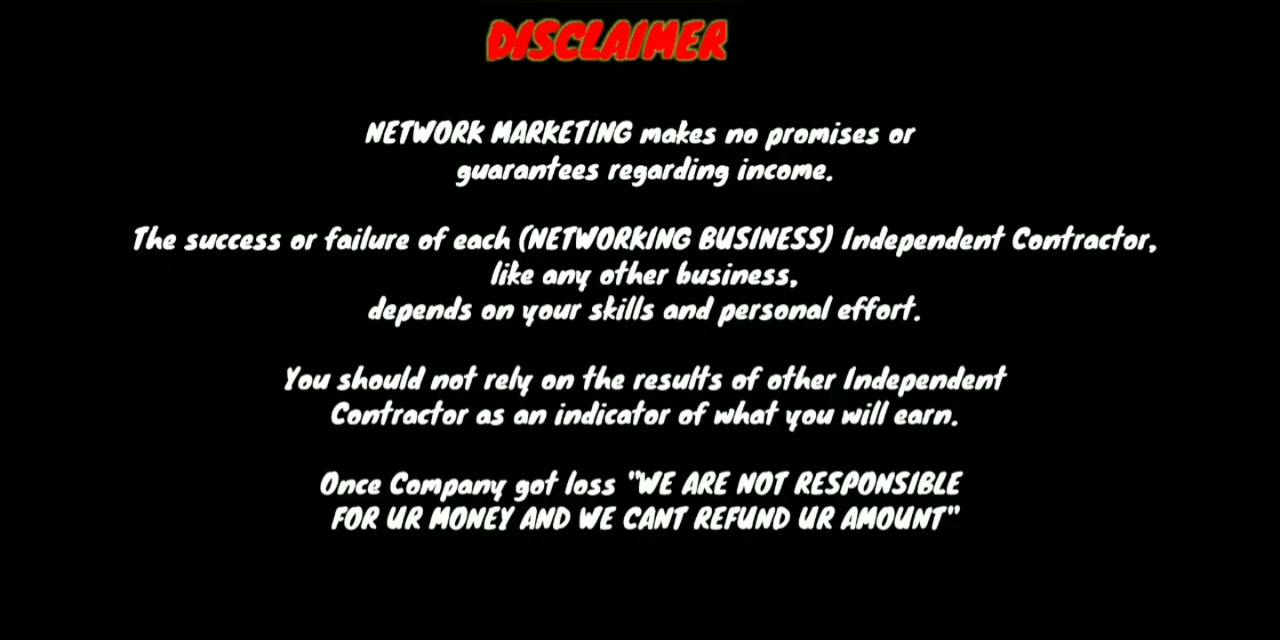 DISCLAIMER
NETWORK MARKETING makes no promises or
guarantees regarding income.
The success or failure of each (NETWORKING BUSINESS) Independent Contractor,
like any other business,
depends on your skills and personal effort.
You should not rely on the results of other Independent
Contractor as an indicator of what you will earn.
Once Company got loss "WE ARE NOT RESPONSIBLE
FOR UR MONEY AND WE CANT REFUND UR AMOUNT"